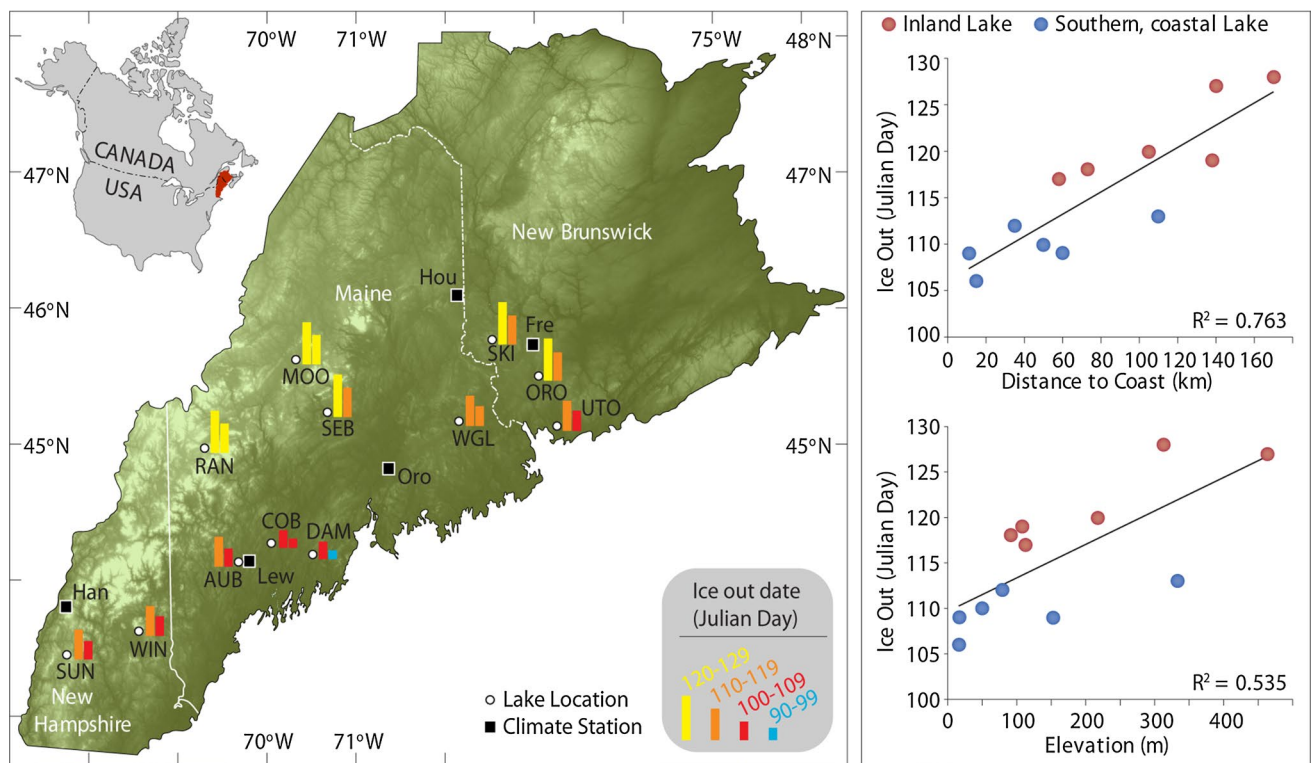 70°W 71°W 75°W 48°N
CANADA
USA
47°N 47°N
New Brunswick
Hou
Maine
46°N 46°N
Fre
SKI
MOO
ORO
SEB
UTO
WGL
45°N 45°N
RAN
Oro
COB DAM
AUB Lew
Han
WIN
SUN
New
Hampshire
Lake Location
Climate Station
70°W 71°W
Ice out date
(Julian Day)
120-129
110-119
100-109
90-99
Inland Lake Southern, coastal Lake
Ice Out (Julian Day)
130
125
120
115
110
105
100
R² = 0.763
0 20 40 60 80 100 120 140 160
Distance to Coast (km)
Ice Out (Julian Day)
130
125
120
115
110
105
100
R² = 0.535
0 100 200 300 400
Elevation (m)